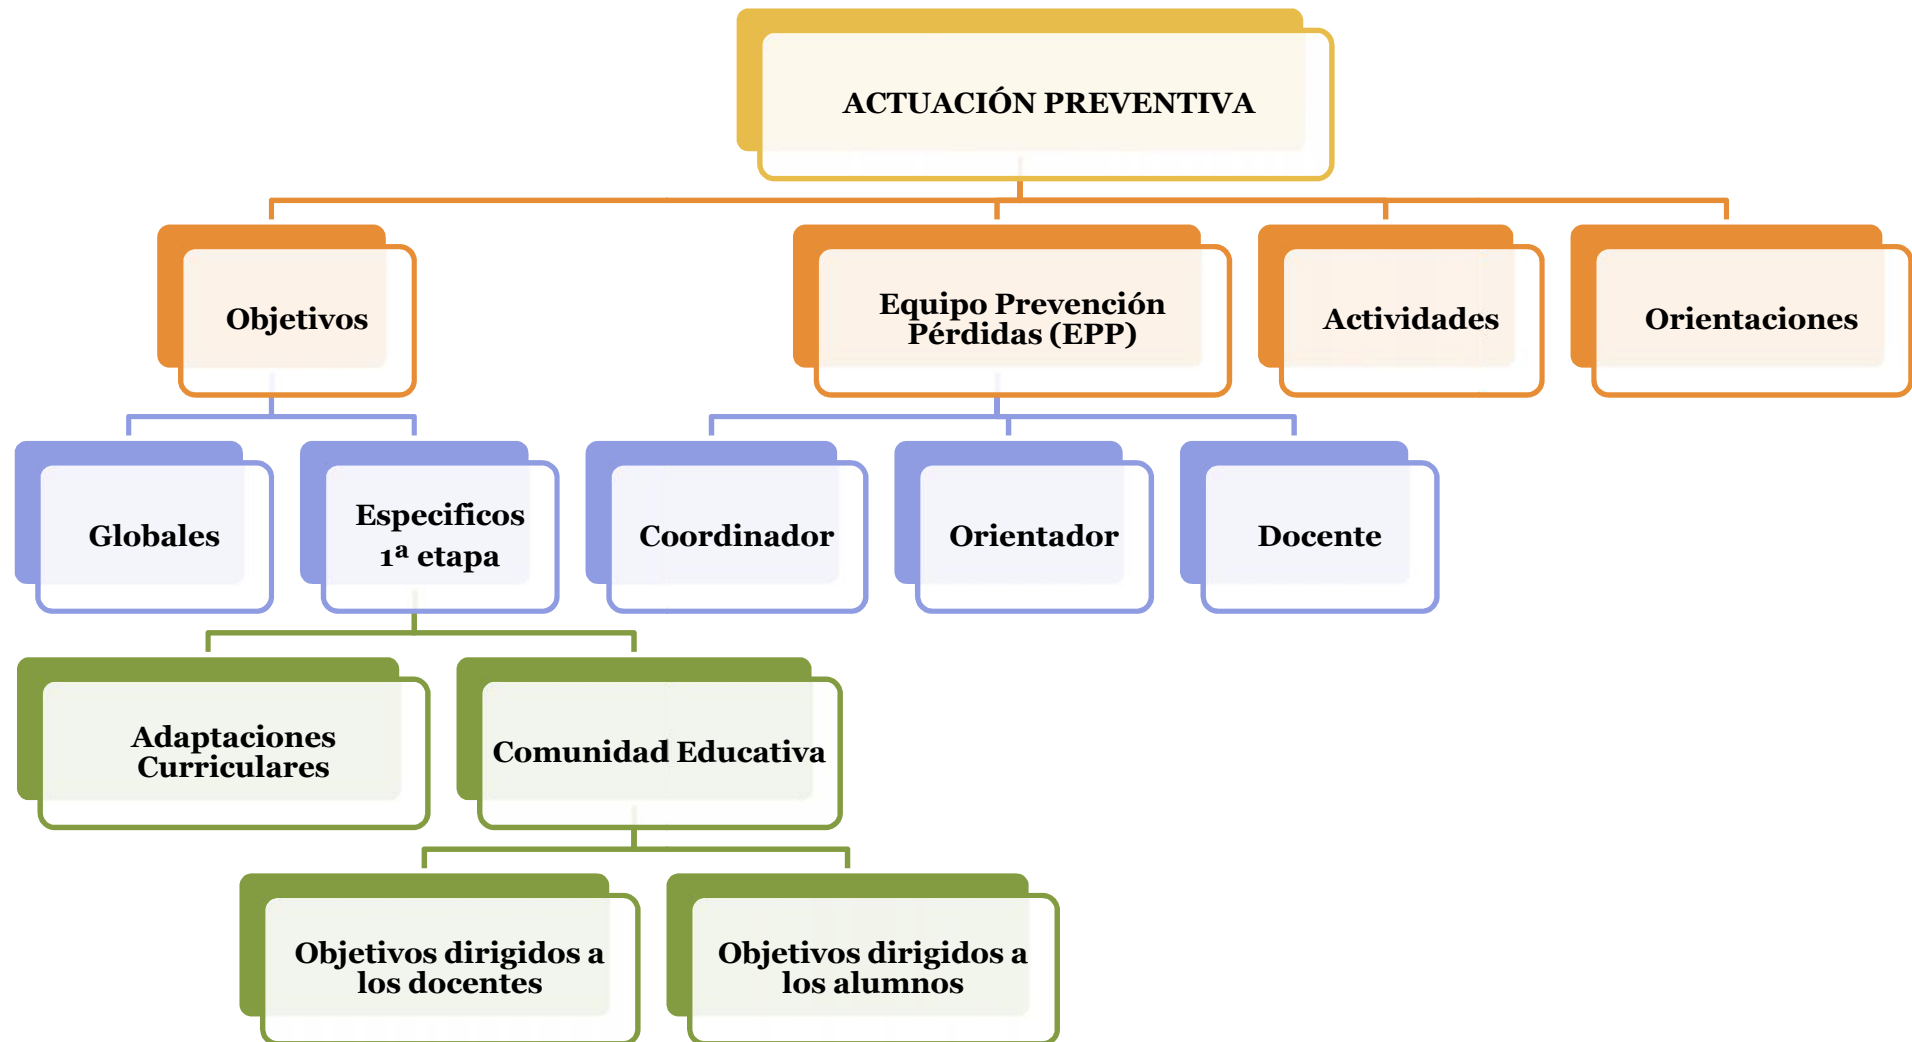 ACTUACIÓN PREVENTIVA
Objetivos
Equipo Prevención
Pérdidas (EPP)
Actividades
Orientaciones
Globales
Especificos
1ª etapa
Coordinador
Orientador
Docente
Adaptaciones
Curriculares
Comunidad Educativa
Objetivos dirigidos a
los docentes
Objetivos dirigidos a
los alumnos